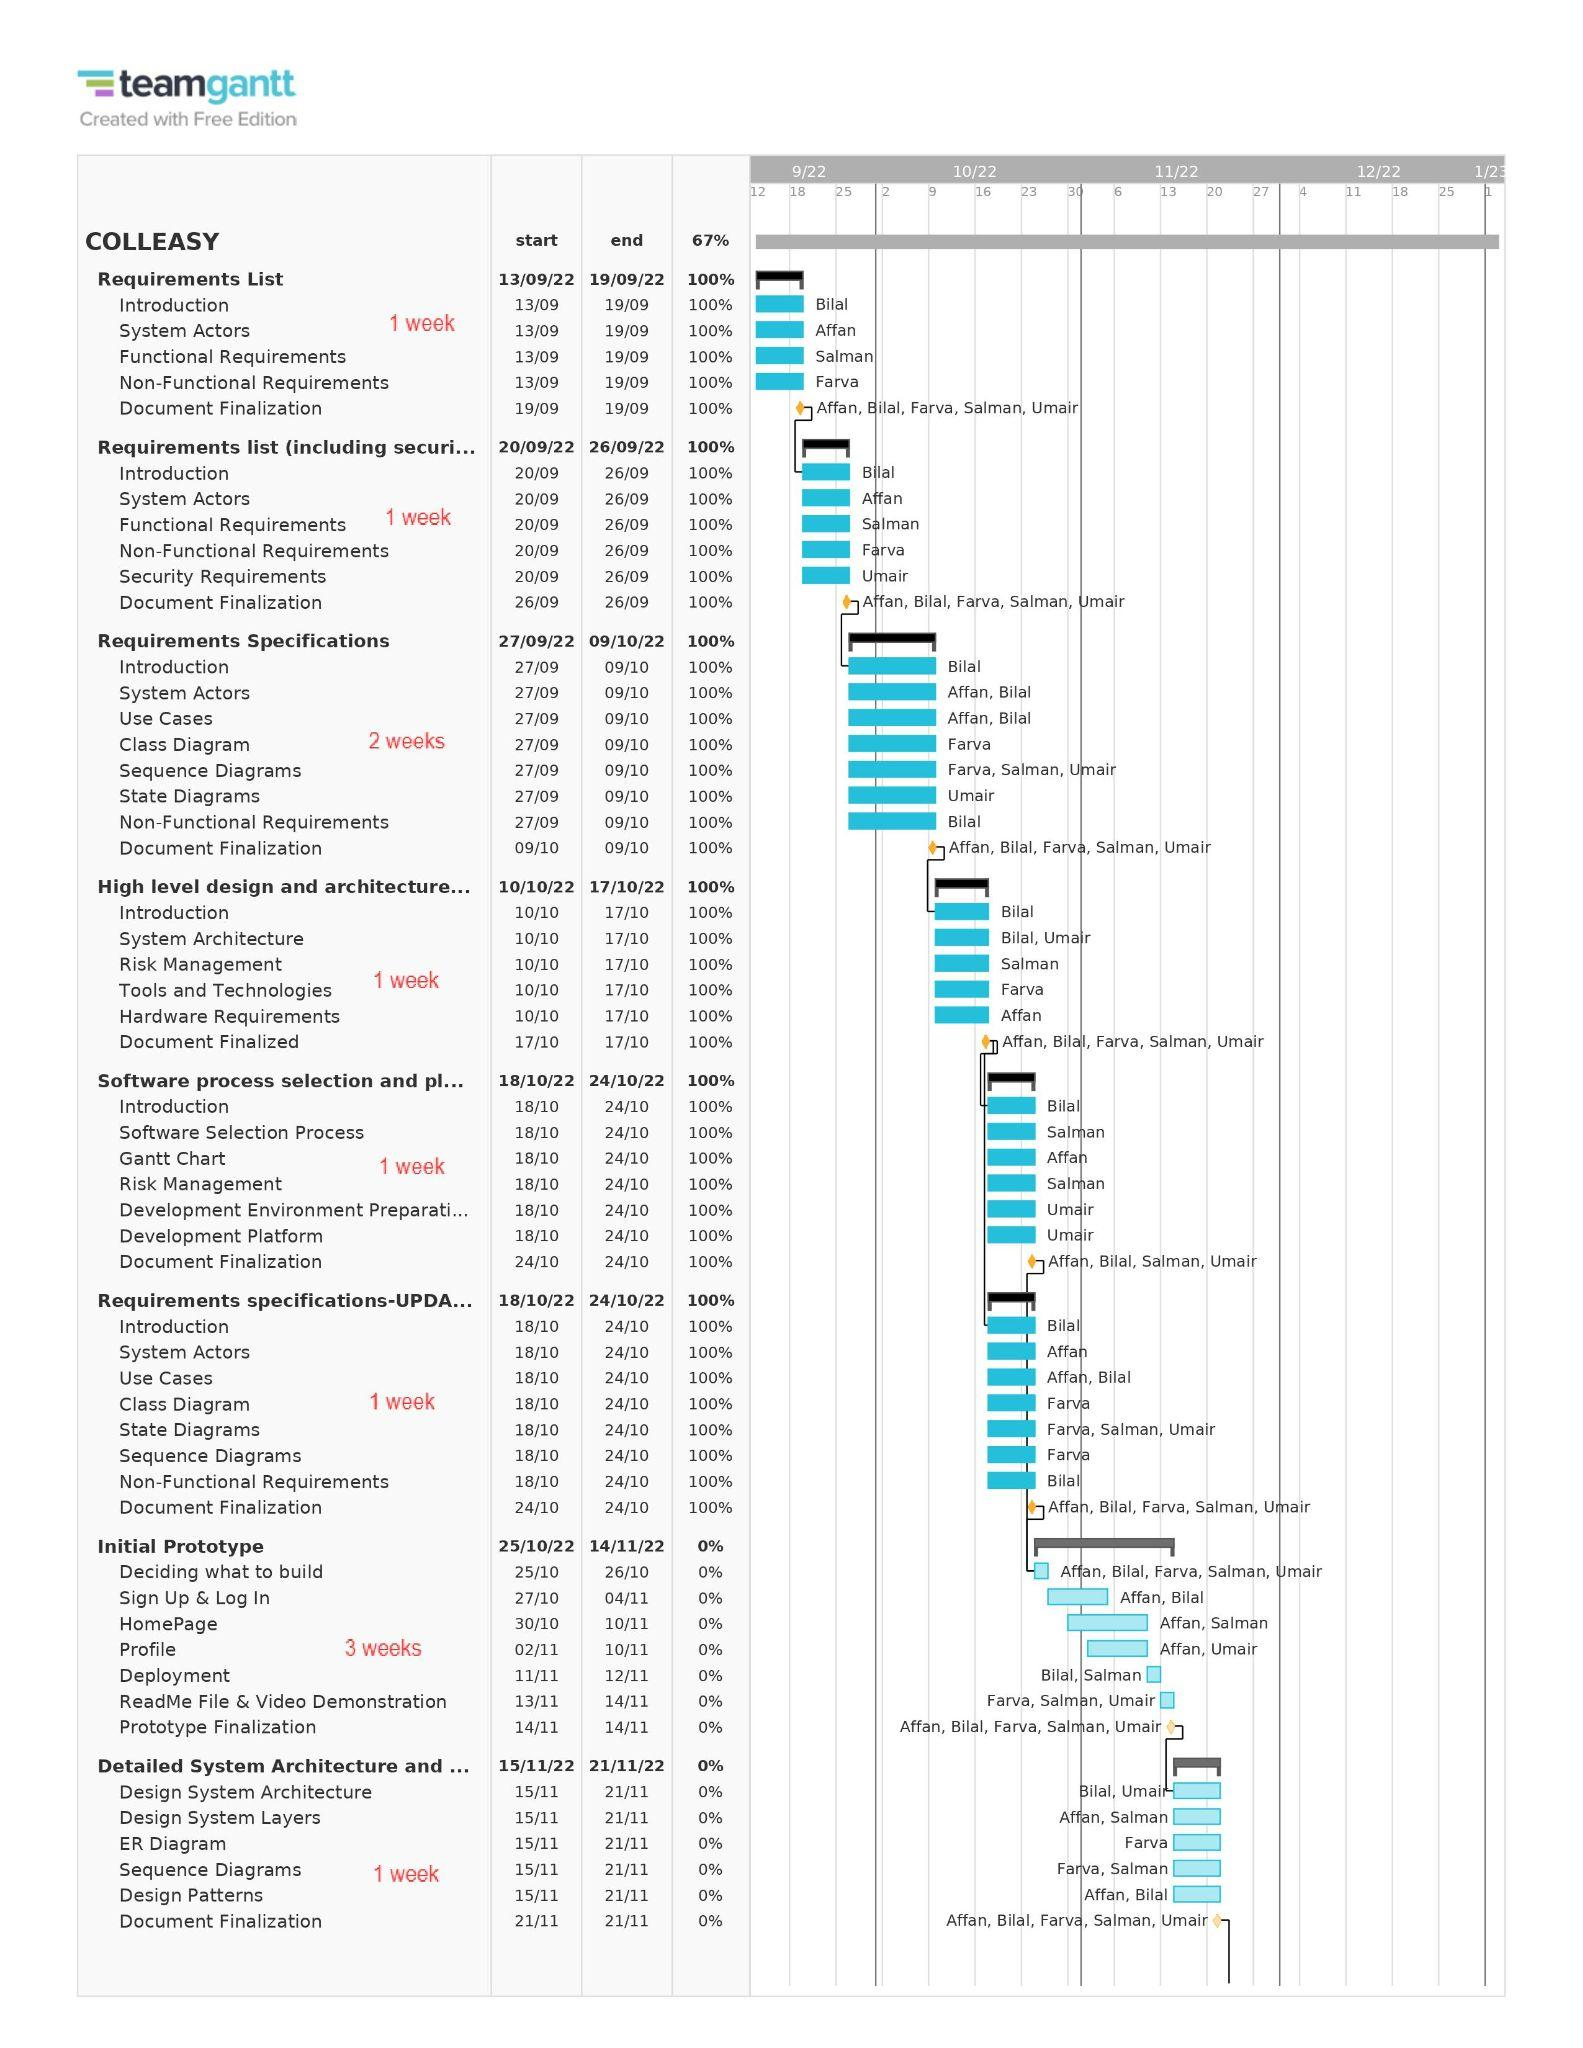 teamgantt
Created with Free Edition
9/22 10/22 11/22 12/22 1/23
12 18 25 2 9 16 23 30 6 13 20 27 4 11 18 25 1
COLLEASY start end 67%
Requirements List 13/09/22 19/09/22 100%
Introduction 13/09 19/09 100% Bilal
1 week
System Actors 13/09 19/09 100% Affan
Functional Requirements 13/09 19/09 100% Salman
Non-Functional Requirements 13/09 19/09 100% Farva
Document Finalization 19/09 19/09 100% Affan, Bilal, Farva, Salman, Umair
Requirements list (including securi... 20/09/22 26/09/22 100%
Introduction 20/09 26/09 100% Bilal
System Actors 20/09 26/09 100% Affan
1 week
Functional Requirements 20/09 26/09 100% Salman
Non-Functional Requirements 20/09 26/09 100% Farva
Security Requirements 20/09 26/09 100% Umair
Document Finalization 26/09 26/09 100% Affan, Bilal, Farva, Salman, Umair
Requirements Specifications 27/09/22 09/10/22 100%
Introduction 27/09 09/10 100% Bilal
System Actors 27/09 09/10 100% Affan, Bilal
Use Cases 27/09 09/10 100% Affan, Bilal
2 weeks
Class Diagram 27/09 09/10 100% Farva
Sequence Diagrams 27/09 09/10 100% Farva, Salman, Umair
State Diagrams 27/09 09/10 100% Umair
Non-Functional Requirements 27/09 09/10 100% Bilal
Document Finalization 09/10 09/10 100% Affan, Bilal, Farva, Salman, Umair
High level design and architecture... 10/10/22 17/10/22 100%
Introduction 10/10 17/10 100% Bilal
System Architecture 10/10 17/10 100% Bilal, Umair
Risk Management 10/10 17/10 100% Salman
1 week
Tools and Technologies 10/10 17/10 100% Farva
Hardware Requirements 10/10 17/10 100% Affan
Document Finalized 17/10 17/10 100% Affan, Bilal, Farva, Salman, Umair
Software process selection and pl... 18/10/22 24/10/22 100%
Introduction 18/10 24/10 100% Bilal
Software Selection Process 18/10 24/10 100% Salman
Gantt Chart 18/10 24/10 100% Affan
1 week
Risk Management 18/10 24/10 100% Salman
Development Environment Preparati... 18/10 24/10 100% Umair
Development Platform 18/10 24/10 100% Umair
Document Finalization 24/10 24/10 100% Affan, Bilal, Salman, Umair
Requirements specifications-UPDA... 18/10/22 24/10/22 100%
Introduction 18/10 24/10 100% Bilal
System Actors 18/10 24/10 100% Affan
Use Cases 18/10 24/10 100% Affan, Bilal
1 week
Class Diagram 18/10 24/10 100% Farva
State Diagrams 18/10 24/10 100% Farva, Salman, Umair
Sequence Diagrams 18/10 24/10 100% Farva
Non-Functional Requirements 18/10 24/10 100% Bilal
Document Finalization 24/10 24/10 100% Affan, Bilal, Farva, Salman, Umair
Initial Prototype 25/10/22 14/11/22 0%
Deciding what to build 25/10 26/10 0% Affan, Bilal, Farva, Salman, Umair
Sign Up & Log In 27/10 04/11 0% Affan, Bilal
HomePage 30/10 10/11 0% Affan, Salman
3 weeks
Profile 02/11 10/11 0% Affan, Umair
Deployment 11/11 12/11 0% Bilal, Salman
ReadMe File & Video Demonstration 13/11 14/11 0% Farva, Salman, Umair
Prototype Finalization 14/11 14/11 0% Affan, Bilal, Farva, Salman, Umair
Detailed System Architecture and ... 15/11/22 21/11/22 0%
Design System Architecture 15/11 21/11 0% Bilal, Umair
Design System Layers 15/11 21/11 0% Affan, Salman
ER Diagram 15/11 21/11 0% Farva
Sequence Diagrams 15/11 21/11 0% Farva, Salman
1 week
Design Patterns 15/11 21/11 0% Affan, Bilal
Document Finalization 21/11 21/11 0% Affan, Bilal, Farva, Salman, Umair